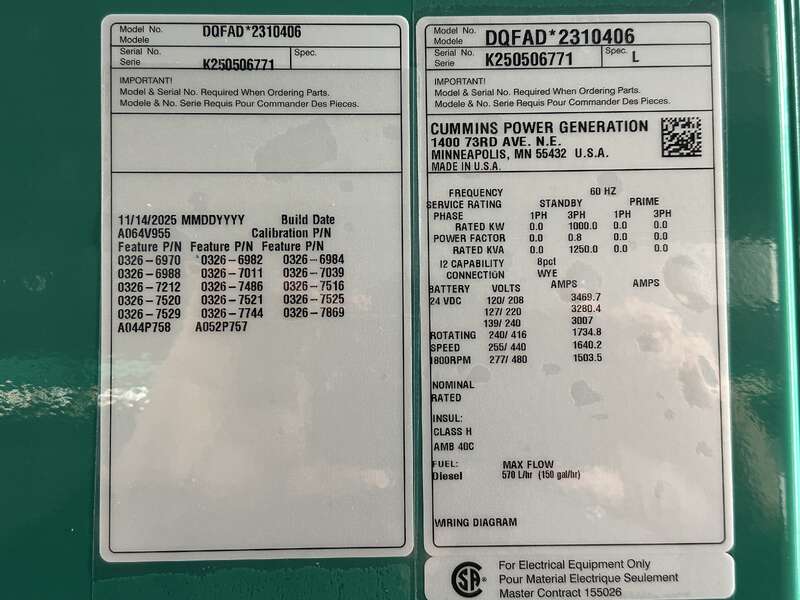 Model No. DQFAD*2310406
Modele
Serial No. Spec.
Serie K250506771
IMPORTANT!
Model & Serial No. Required When Ordering Parts.
Modele & No. Serie Requis Pour Commander Des Pieces.
11/14/2025 MMDDYYYY Build Date
A064V955 Calibration P/N
Feature P/N Feature P/N Feature P/N
0326-6970 0326-6982 0326-6984
0326-6988 0326-7011 0326-7039
0326-7212 0326-7486 0326-7516
0326-7520 0326-7521 0326-7525
0326-7529 0326-7744 0326-7869
A044P758 A052P757
Model No. DQFAD*2310406
Modele
Serial No. K250506771 Spec. L
Serie
IMPORTANT!
Model & Serial No. Required When Ordering Parts.
Modele & No. Serie Requis Pour Commander Des Pieces.
CUMMINS POWER GENERATION
1400 73RD AVE. N.E.
MINNEAPOLIS, MN 55432 U.S.A.
MADE IN U.S.A.
FREQUENCY 60 HZ
SERVICE RATING STANDBY PRIME
PHASE 1PH 3PH 1PH 3PH
RATED KW 0.0 1000.0 0.0 0.0
POWER FACTOR 0.0 0.8 0.0 0.0
RATED KVA 0.0 1250.0 0.0 0.0
I2 CAPABILITY 8pct
CONNECTION WYE
BATTERY VOLTS AMPS AMPS
24 VDC 120/ 208 3469.7
127/ 220 3280.4
139/ 240 3007
ROTATING 240/ 416 1734.8
SPEED 255/ 440 1640.2
1800RPM 277/ 480 1503.5
NOMINAL
RATED
INSUL:
CLASS H
AMB 40C
FUEL: MAX FLOW
Diesel 570 L/hr (150 gal/hr)
WIRING DIAGRAM
SA ® For Electrical Equipment Only
Pour Material Electrique Seulement
Master Contract 155026